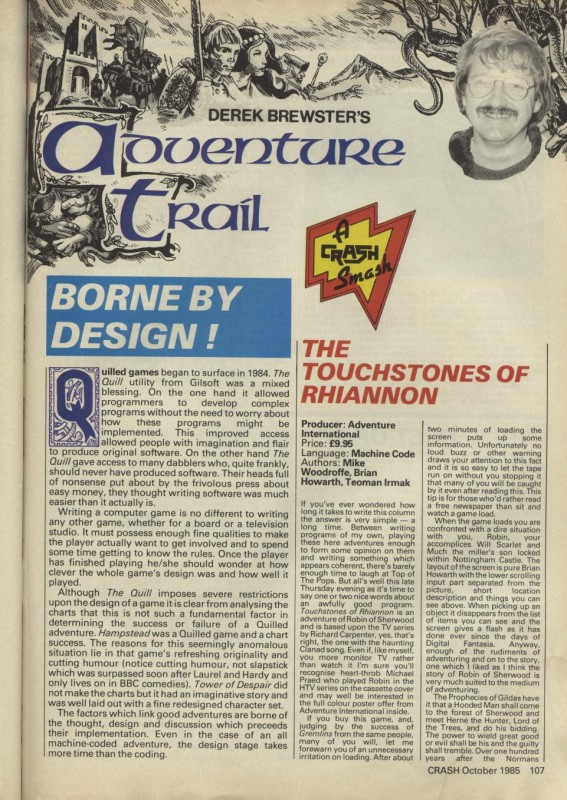 DEREK BREWSTER'S
Adventure
Trail
A
CRASH
Smash
BORNE BY
DESIGN !
Quilled games began to surface in 1984. The
Quill utility from Gilsoft was a mixed
blessing. On the one hand it allowed
programmers to develop complex
programs without the need to worry about
how these programs might be
implemented. This improved access
allowed people with imagination and flair
to produce original software. On the other hand The
Quill gave access to many dabblers who, quite frankly,
should never have produced software. Their heads full
of nonsense put about by the frivolous press about
easy money, they thought writing software was much
easier than it actually is.
Writing a computer game is no different to writing
any other game, whether for a board or a television
studio. It must possess enough fine qualities to make
the player actually want to get involved and to spend
some time getting to know the rules. Once the player
has finished playing he/she should wonder at how
clever the whole game's design was and how well it
played.
Although The Quill imposes severe restrictions
upon the design of a game it is clear from analysing the
charts that this is not such a fundamental factor in
determining the success or failure of a Quilled
adventure. Hampstead was a Quilled game and a chart
success. The reasons for this seemingly anomalous
situation lie in that game's refreshing originality and
cutting humour (notice cutting humour, not slapstick
which was surpassed soon after Laurel and Hardy and
only lives on in BBC comedies). Tower of Despair did
not make the charts but it had an imaginative story and
was well laid out with a fine redesigned character set.
The factors which link good adventures are borne of
the thought, design and discussion which preceeds
their implementation. Even in the case of an all
machine-coded adventure, the design stage takes
more time than the coding.
THE
TOUCHSTONES OF
RHIANNON
Producer: Adventure
International
Price: £9.95
Language: Machine Code
Authors: Mike
Woodroffe, Brian
Howarth, Teoman Irmak
If you've ever wondered how
long it takes to write this column
the answer is very simple — a
long time. Between writing
programs of my own, playing
these here adventures enough
to form some opinion on them
and writing something which
appears coherent, there's barely
enough time to laugh at Top of
The Pops. But all's well this late
Thursday evening as it's time to
say one or two nice words about
an awfully good program.
Touchstones of Rhiannon is an
adventure of Robin of Sherwood
and is based upon the TV series
by Richard Carpenter, yes, that's
right, the one with the haunting
Clanad song. Even if, like myself,
you more monitor TV rather
than watch it I'm sure you'll
recognise heart-throb Michael
Praed who played Robin in the
HTV series on the cassette cover
and may well be interested in
the full colour poster offer from
Adventure International inside.
If you buy this game, and,
judging by the success of
Gremlins from the same people,
many of you will, let me
forewarn you of an unnecessary
irritation on loading. After about
two minutes of loading the
screen puts up some
information. Unfortunately no
loud buzz or other warning
draws your attention to this fact
and it is so easy to let the tape
run on without you stopping it
that many of you will be caught
by it even after reading this. This
tip is for those who'd rather read
a free newspaper than sit and
watch a game load.
When the game loads you are
confronted with a dire situation
with you, Robin, your
accomplices Will Scarlet and
Much the miller's son locked
within Nottingham Castle. The
layout of the screen is pure Brian
Howarth with the lower scrolling
input part separated from the
picture, short location
description and things you can
see above. When picking up an
object it disappears from the list
of items you can see and the
screen gives a flash as it has
done ever since the days of
Digital Fantasia. Anyway,
enough of the rudiments of
adventuring and on to the story,
one which I liked as I think the
story of Robin of Sherwood is
very much suited to the medium
of adventuring.
The Prophecies of Gildas have
it that a Hooded Man shall come
to the forest of Sherwood and
meet Herne the Hunter, Lord of
the Trees, and do his bidding.
The power to wield great good
or evil shall be his and the guilty
shall tremble. Over one hundred
years after the Normans
CRASH October 1985 107